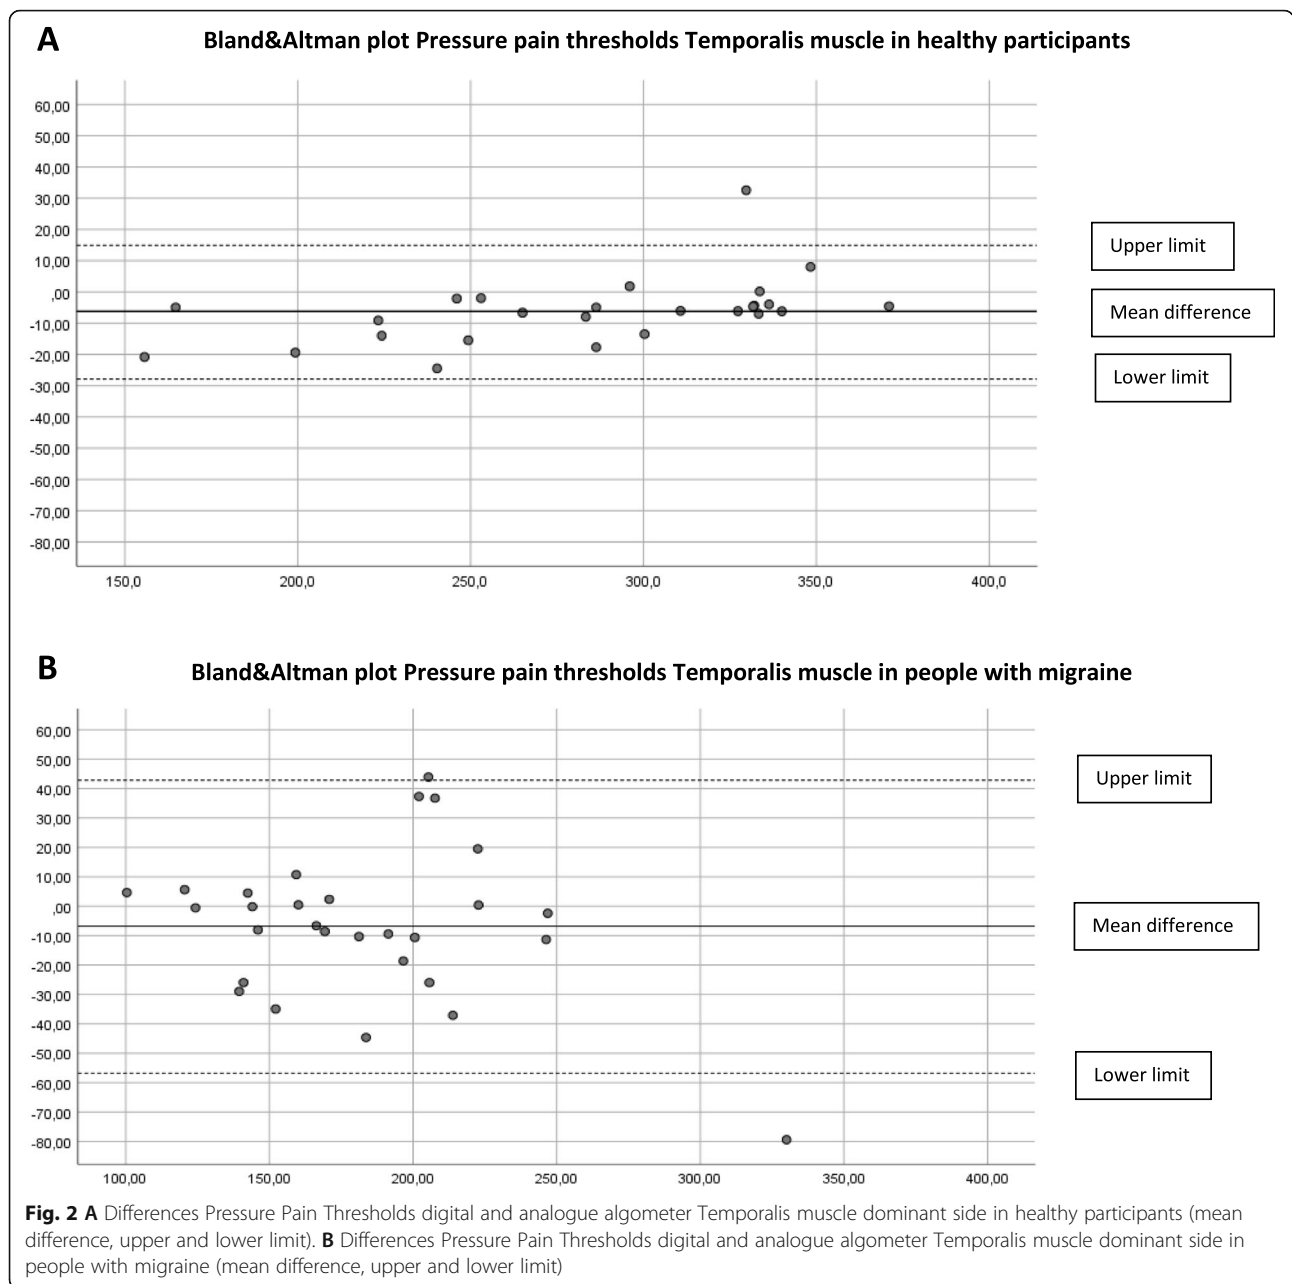 A
Bland&Altman plot Pressure pain thresholds Temporalis muscle in healthy participants
60,00
50,00
40,00
30,00
20,00
10,00
,00
-10,00
-20,00
-30,00
-40,00
-50,00
-60,00
-70,00
-80,00
150,0 200,0 250,0 300,0 350,0 400,0
Upper limit
Mean difference
Lower limit
B
Bland&Altman plot Pressure pain thresholds Temporalis muscle in people with migraine
60,00
50,00
40,00
30,00
20,00
10,00
,00
-10,00
-20,00
-30,00
-40,00
-50,00
-60,00
-70,00
-80,00
100,00 150,00 200,00 250,00 300,00 350,00 400,00
Upper limit
Mean difference
Lower limit
Fig. 2 A Differences Pressure Pain Thresholds digital and analogue algometer Temporalis muscle dominant side in healthy participants (mean
difference, upper and lower limit). B Differences Pressure Pain Thresholds digital and analogue algometer Temporalis muscle dominant side in
people with migraine (mean difference, upper and lower limit)